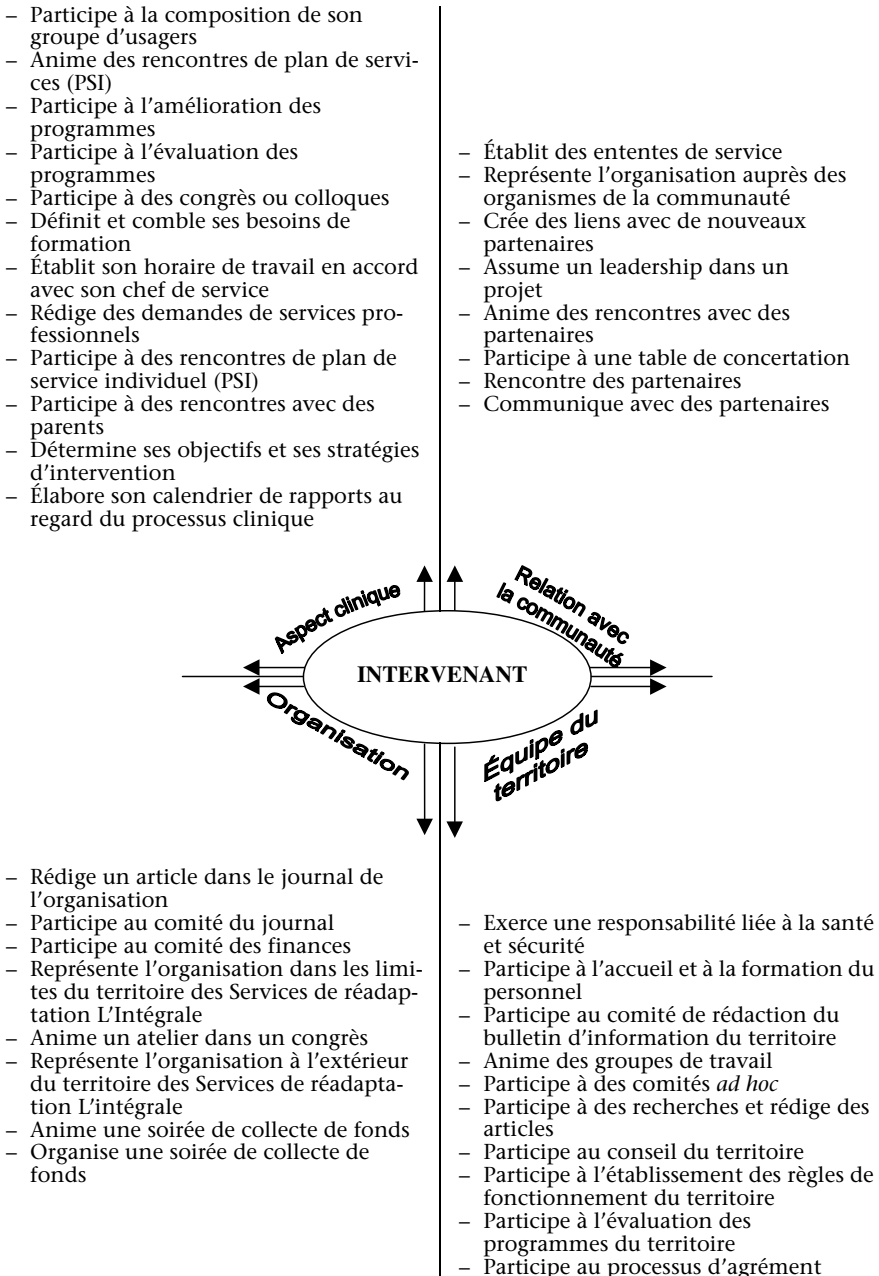 – Participe à la composition de son
groupe d'usagers
– Anime des rencontres de plan de servi-
ces (PSI)
– Participe à l'amélioration des
programmes
– Participe à l'évaluation des
programmes
– Participe à des congrès ou colloques
– Définit et comble ses besoins de
formation
– Établit son horaire de travail en accord
avec son chef de service
– Rédige des demandes de services pro-
fessionnels
– Participe à des rencontres de plan de
service individuel (PSI)
– Participe à des rencontres avec des
parents
– Détermine ses objectifs et ses stratégies
d'intervention
– Élabore son calendrier de rapports au
regard du processus clinique
– Établit des ententes de service
– Représente l'organisation auprès des
organismes de la communauté
– Crée des liens avec de nouveaux
partenaires
– Assume un leadership dans un
projet
– Anime des rencontres avec des
partenaires
– Participe à une table de concertation
– Rencontre des partenaires
– Communique avec des partenaires
Aspect clinique
Relation avec
la communauté
INTERVENANT
Organisation
Équipe du
territoire
– Rédige un article dans le journal de
l'organisation
– Participe au comité du journal
– Participe au comité des finances
– Représente l'organisation dans les limi-
tes du territoire des Services de réadap-
tation L'Intégrale
– Anime un atelier dans un congrès
– Représente l'organisation à l'extérieur
du territoire des Services de réadapta-
tion L'intégrale
– Anime une soirée de collecte de fonds
– Organise une soirée de collecte de
fonds
– Exerce une responsabilité liée à la santé
et sécurité
– Participe à l'accueil et à la formation du
personnel
– Participe au comité de rédaction du
bulletin d'information du territoire
– Anime des groupes de travail
– Participe à des comités ad hoc
– Participe à des recherches et rédige des
articles
– Participe au conseil du territoire
– Participe à l'établissement des règles de
fonctionnement du territoire
– Participe à l'évaluation des
programmes du territoire
– Participe au processus d'agrément